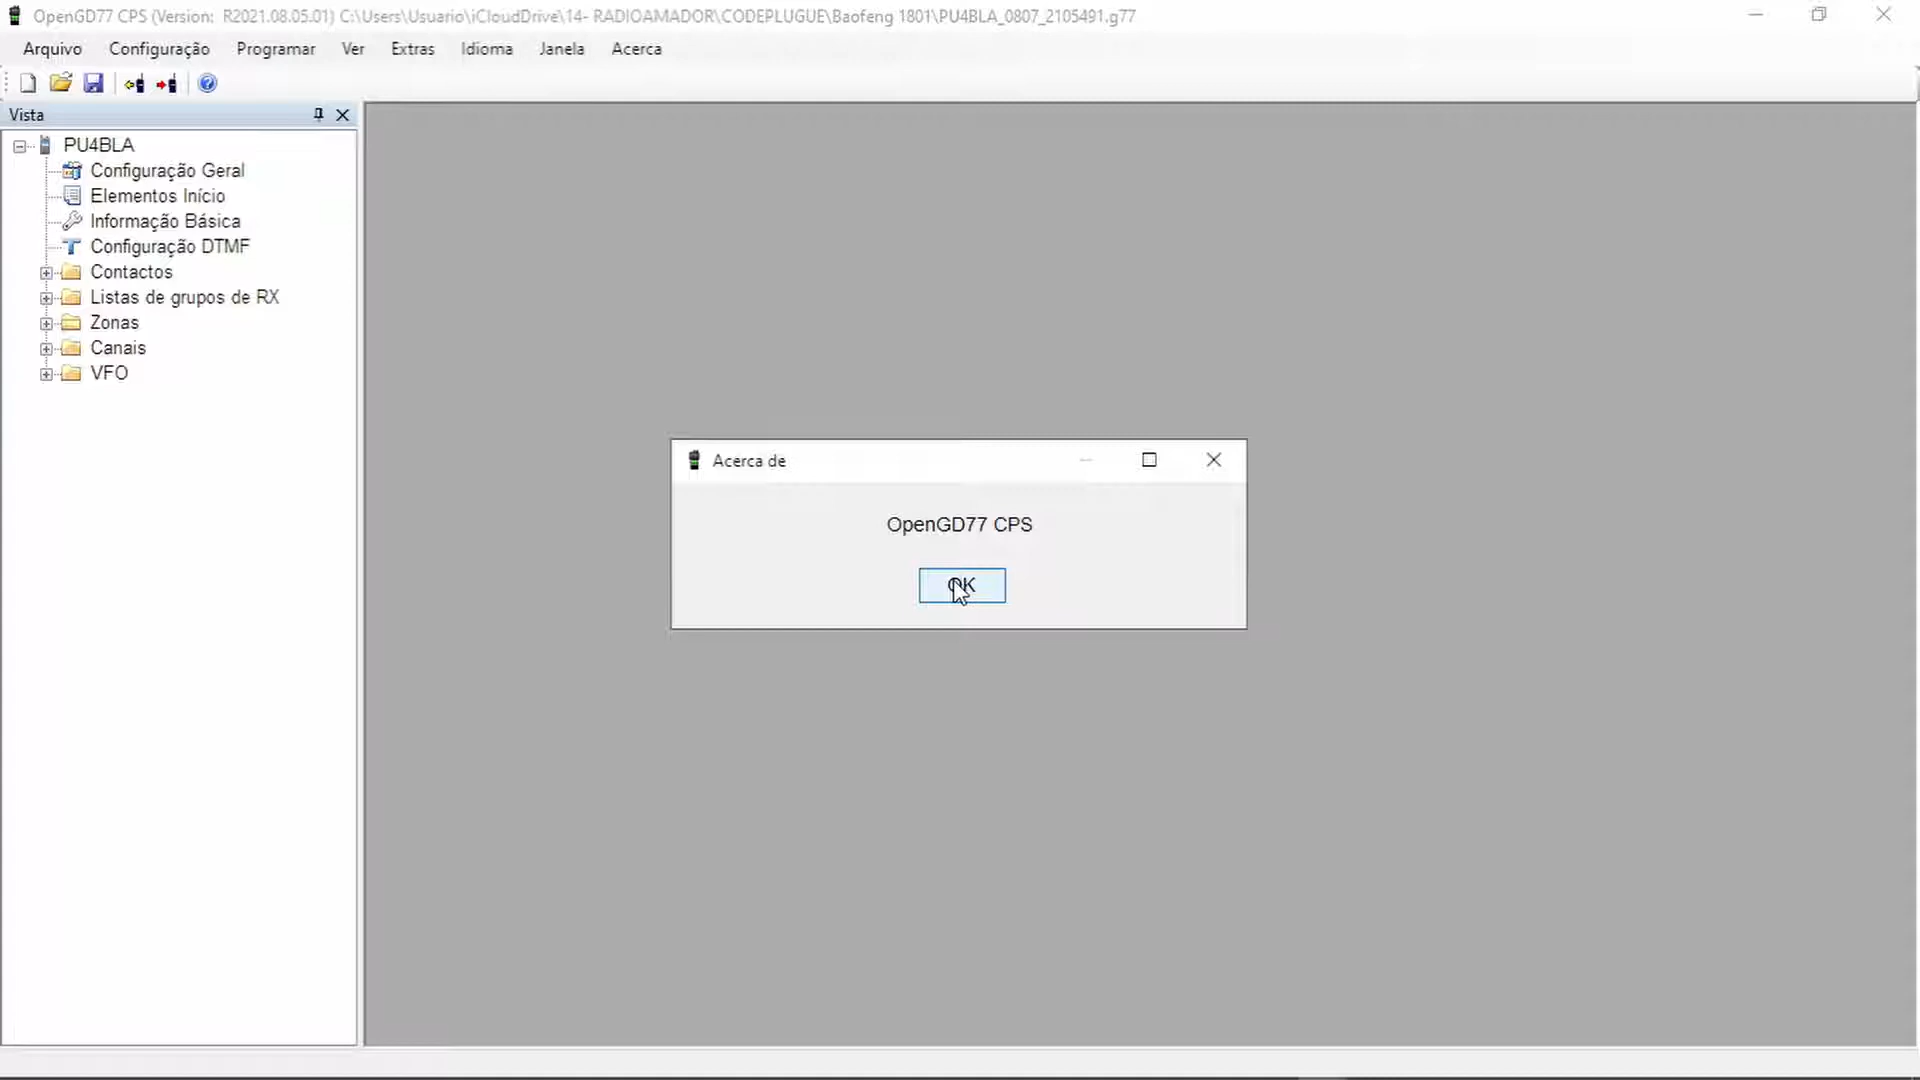 OpenGD77 CPS (Version: R2021.08.05.01) C:\Users\Usuario\iCloudDrive\14- RADIOAMADOR\CODEPLUGUE\Baofeng 1801\PU4BLA_0807_2105491.g77
Arquivo Configuração Programar Ver Extras Idioma Janela Acerca
Vista
PU4BLA
Configuração Geral
Elementos Início
Informação Básica
Configuração DTMF
Contactos
Listas de grupos de RX
Zonas
Canais
VFO
Acerca de
OpenGD77 CPS
OK